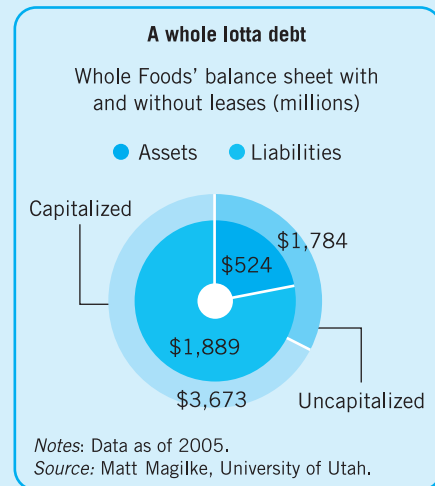 A whole lotta debt
Whole Foods' balance sheet with
and without leases (millions)
Assets Liabilities
Capitalized
$1,784
$524
$1,889
$3,673
Uncapitalized
Notes: Data as of 2005.
Source: Matt Magilke, University of Utah.